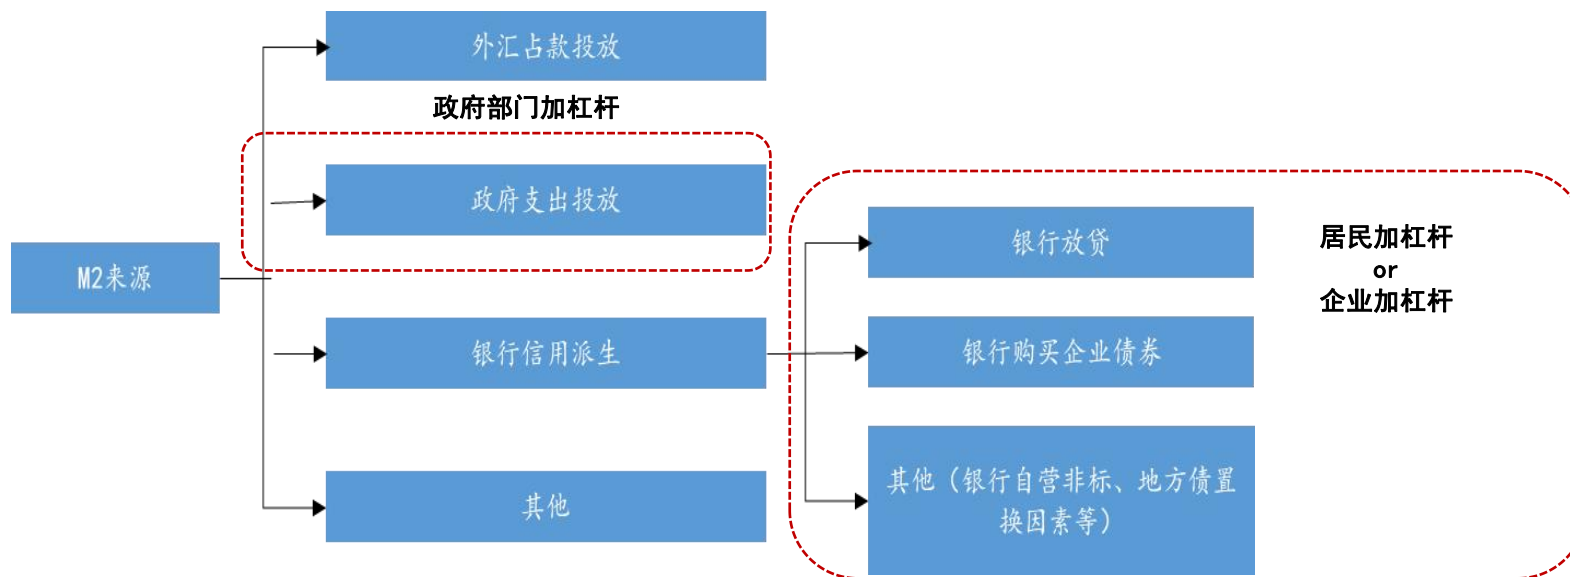 外汇占款投放
政府部门加杠杆
政府支出投放
M2来源
银行信用派生
其他
银行放贷
银行购买企业债券
其他（银行自营非标、地方债置
换因素等）
居民加杠杆
or
企业加杠杆